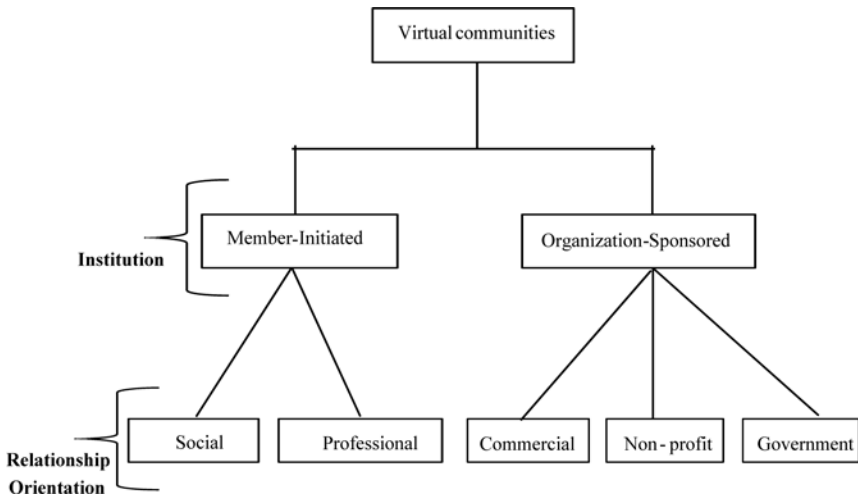 Virtual communities
Member-Initiated
Organization-Sponsored
Institution
Social
Professional
Commercial
Non - profit
Government
Relationship
Orientation